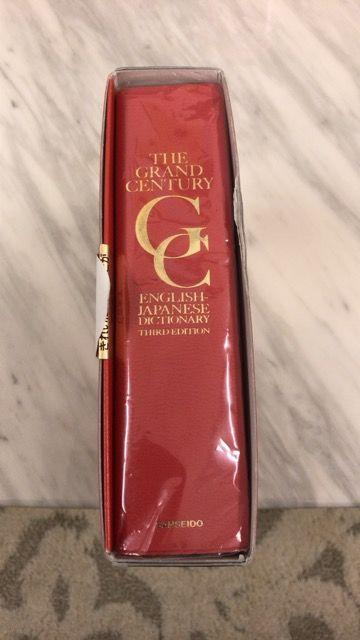 THE
GRAND
CENTURY
GC
ENGLISH-
JAPANESE
DICTIONARY
THIRD EDITION
SANSEIDO